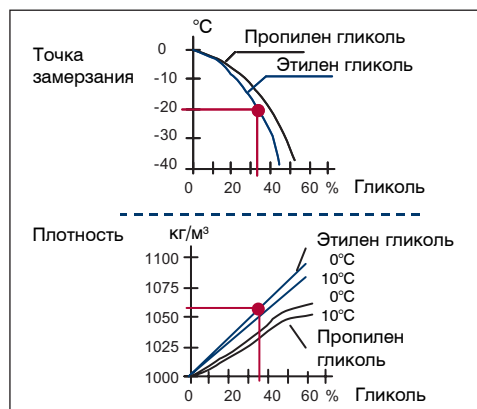 °C
Точка
замерзания
Пропилен гликоль
Этилен гликоль
0
-10
-20
-30
-40
0 20 40 60 % Гликоль
Плотность
кг/м³
Этилен гликоль
0°C
10°C
0°C
10°C
Пропилен
гликоль
1100
1075
1050
1025
1000
0 20 40 60 % Гликоль